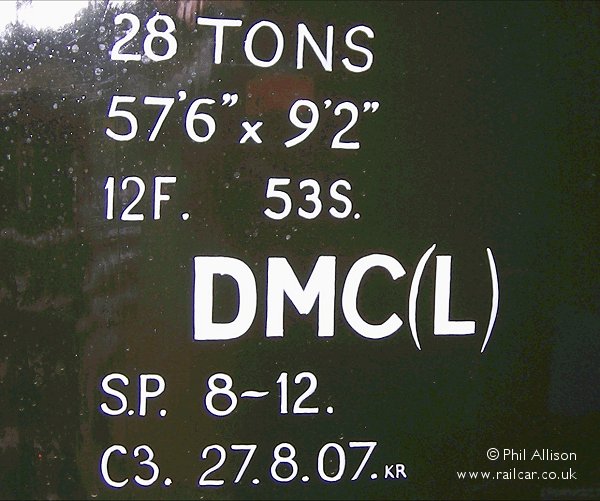 28 TONS
57'6" x 9'2"
12F. 53S.
DMC(L)
S.P. 8-12.
C3. 27.8.07. KR
© Phil Allison
www.railcar.co.uk